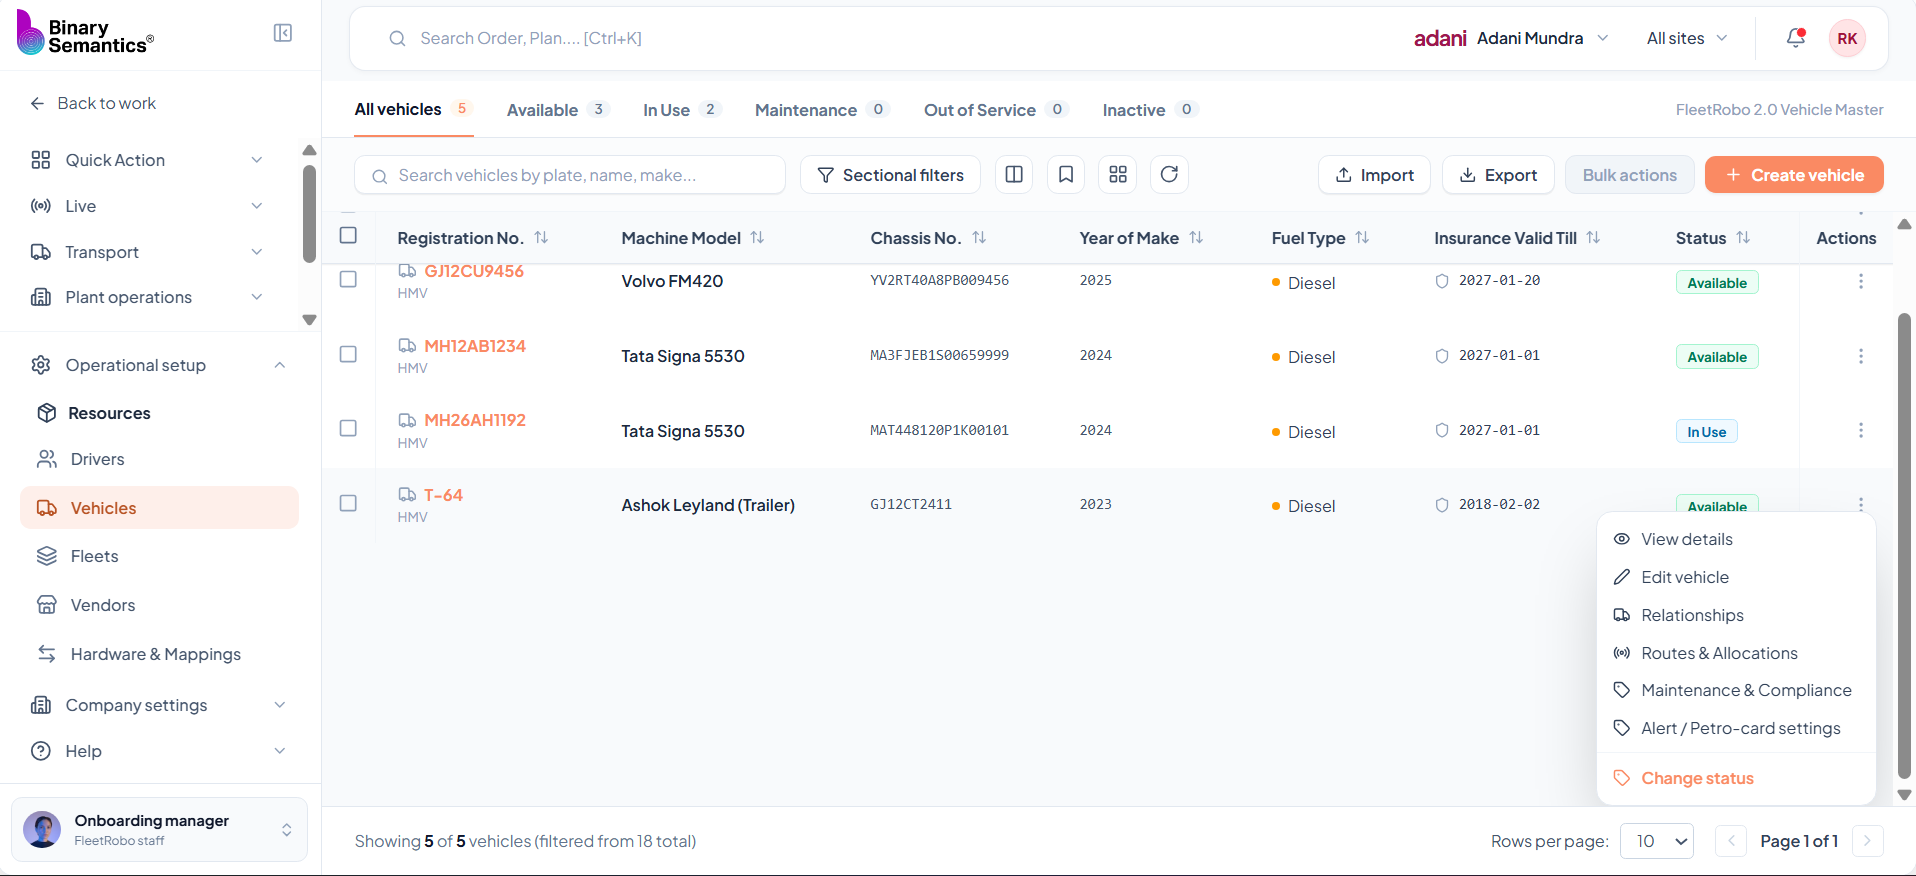 Binary
Semantics®
Search Order, Plan.... [Ctrl+K]
adani Adani Mundra
All sites
RK
Back to work
Quick Action
Live
Transport
Plant operations
Operational setup
Resources
Drivers
Vehicles
Fleets
Vendors
Hardware & Mappings
Company settings
Help
Onboarding manager
FleetRobo staff
All vehicles 5
Available 3
In Use 2
Maintenance 0
Out of Service 0
Inactive 0
FleetRobo 2.0 Vehicle Master
Search vehicles by plate, name, make...
Sectional filters
Import
Export
Bulk actions
Create vehicle
Registration No. Machine Model Chassis No. Year of Make Fuel Type Insurance Valid Till Status Actions
GJ12CU9456
HMV
Volvo FM420 YV2RT40A8PB009456 2025 Diesel 2027-01-20 Available
MH12AB1234
HMV
Tata Signa 5530 MA3FJEB1S00659999 2024 Diesel 2027-01-01 Available
MH26AH1192
HMV
Tata Signa 5530 MAT448120P1K00101 2024 Diesel 2027-01-01 In Use
T-64
HMV
Ashok Leyland (Trailer) GJ12CT2411 2023 Diesel 2018-02-02 Available
View details
Edit vehicle
Relationships
Routes & Allocations
Maintenance & Compliance
Alert / Petro-card settings
Change status
Showing 5 of 5 vehicles (filtered from 18 total)
Rows per page: 10
Page 1 of 1